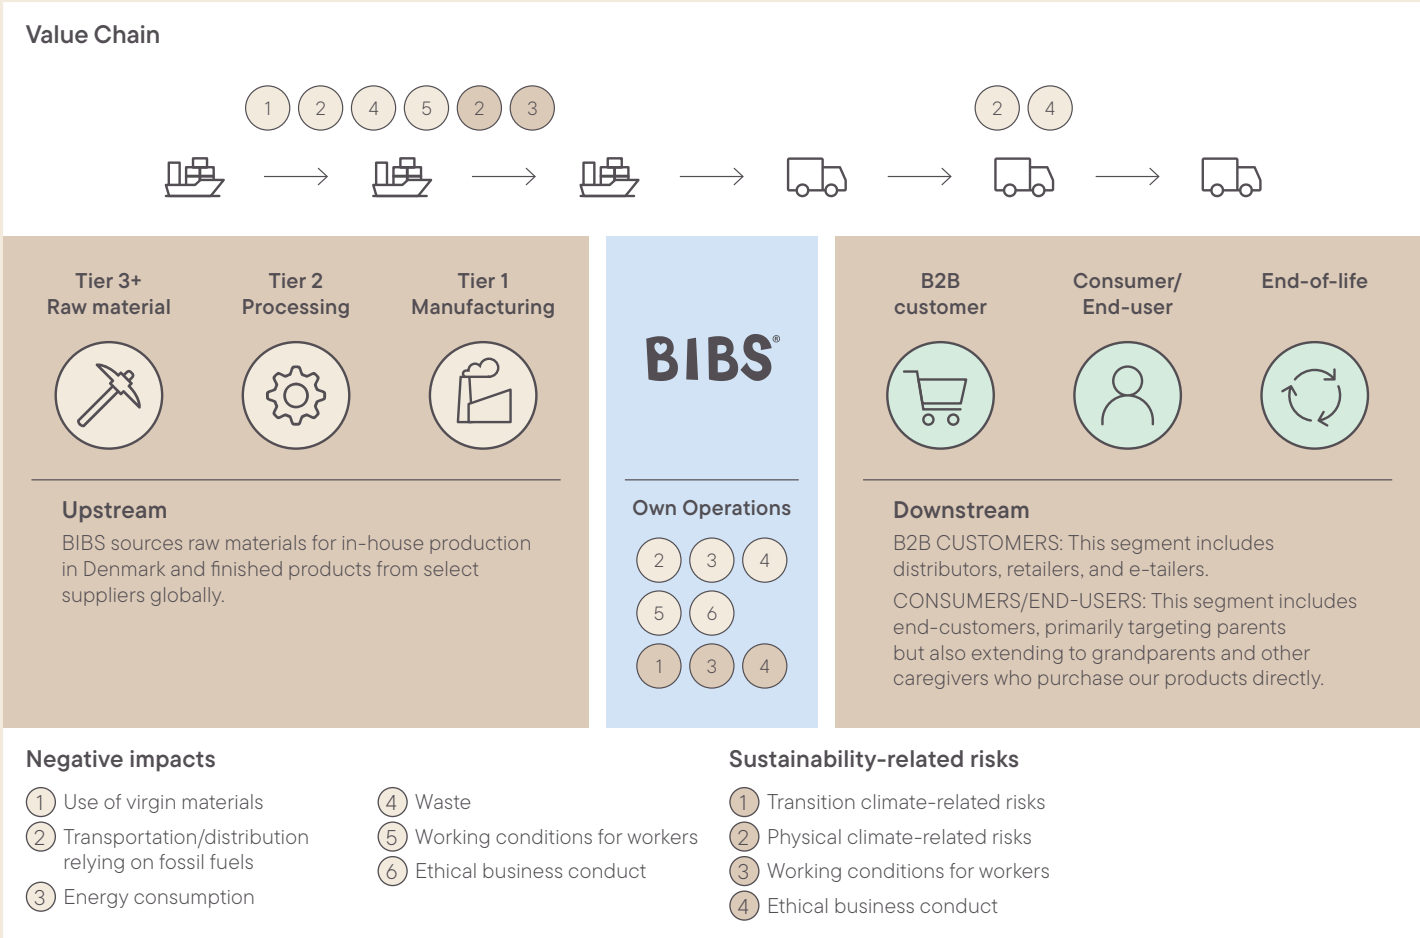 Value Chain
1 2 4 5 2 3
2 4
Tier 3+
Raw material
Tier 2
Processing
Tier 1
Manufacturing
Upstream
BIBS sources raw materials for in-house production
in Denmark and finished products from select
suppliers globally.
BIBS®
Own Operations
2 3 4
5 6
1 3 4
B2B
customer
Consumer/
End-user
End-of-life
Downstream
B2B CUSTOMERS: This segment includes
distributors, retailers, and e-tailers.
CONSUMERS/END-USERS: This segment includes
end-customers, primarily targeting parents
but also extending to grandparents and other
caregivers who purchase our products directly.
Negative impacts
1 Use of virgin materials
2 Transportation/distribution
relying on fossil fuels
3 Energy consumption
4 Waste
5 Working conditions for workers
6 Ethical business conduct
Sustainability-related risks
1 Transition climate-related risks
2 Physical climate-related risks
3 Working conditions for workers
4 Ethical business conduct